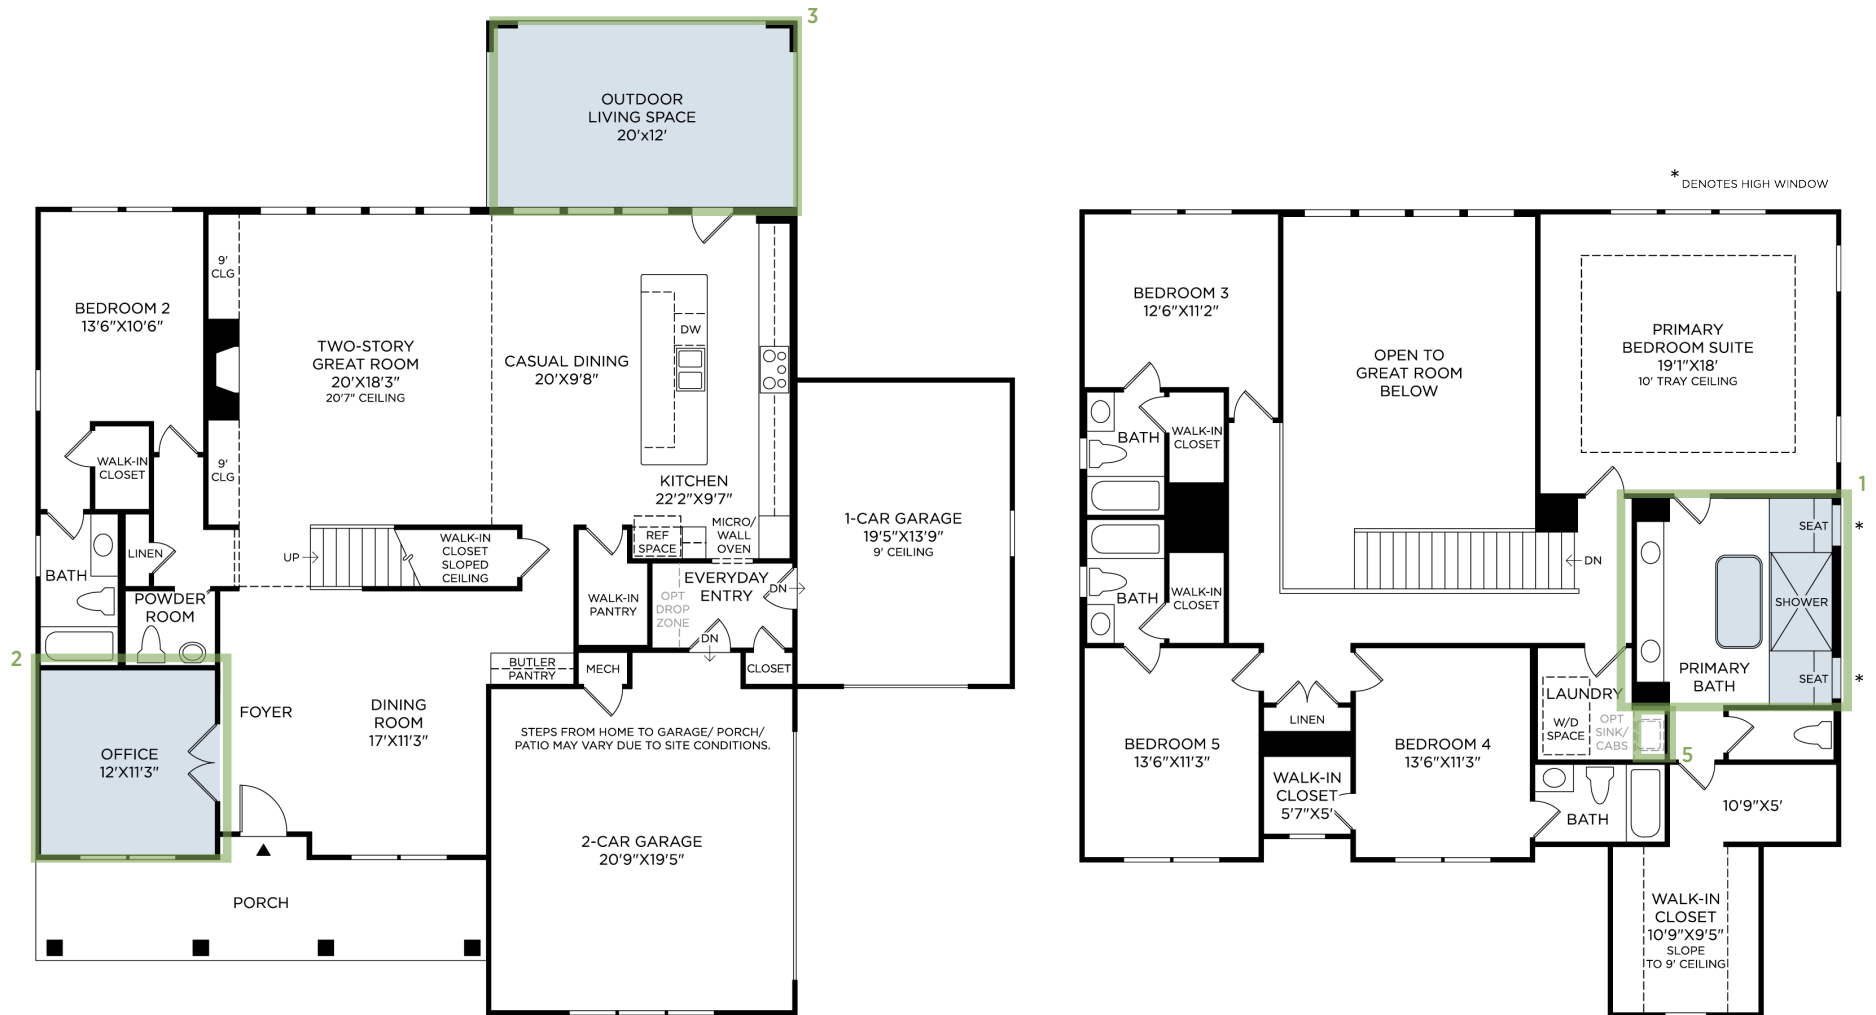 3
OUTDOOR
LIVING SPACE
20'x12'
9'
CLG
BEDROOM 2
13'6"X10'6"
TWO-STORY
GREAT ROOM
20'X18'3"
20'7" CEILING
CASUAL DINING
20'X9'8"
DW
WALK-IN
CLOSET
9'
CLG
KITCHEN
22'2"X9'7"
1-CAR GARAGE
19'5"X13'9"
9' CEILING
LINEN
UP
WALK-IN
CLOSET
SLOPED
CEILING
REF
SPACE
MICRO/
WALL
OVEN
BATH
POWDER
ROOM
WALK-IN
PANTRY
OPT
DROP
ZONE
EVERYDAY
ENTRY
DN
DN
2
BUTLER
PANTRY
MECH
CLOSET
OFFICE
12'X11'3"
FOYER
DINING
ROOM
17'X11'3"
STEPS FROM HOME TO GARAGE/ PORCH/
PATIO MAY VARY DUE TO SITE CONDITIONS.
2-CAR GARAGE
20'9"X19'5"
PORCH
* DENOTES HIGH WINDOW
BEDROOM 3
12'6"X11'2"
OPEN TO
GREAT ROOM
BELOW
PRIMARY
BEDROOM SUITE
19'1"X18'
10' TRAY CEILING
BATH
WALK-IN
CLOSET
1
SEAT
*
DN
BATH
WALK-IN
CLOSET
SHOWER
PRIMARY
BATH
SEAT
*
LINEN
LAUNDRY
W/D
SPACE
OPT
SINK/
CABS
5
BEDROOM 5
13'6"X11'3"
BEDROOM 4
13'6"X11'3"
WALK-IN
CLOSET
5'7"X5'
BATH
10'9"X5'
WALK-IN
CLOSET
10'9"X9'5"
SLOPE
TO 9' CEILING